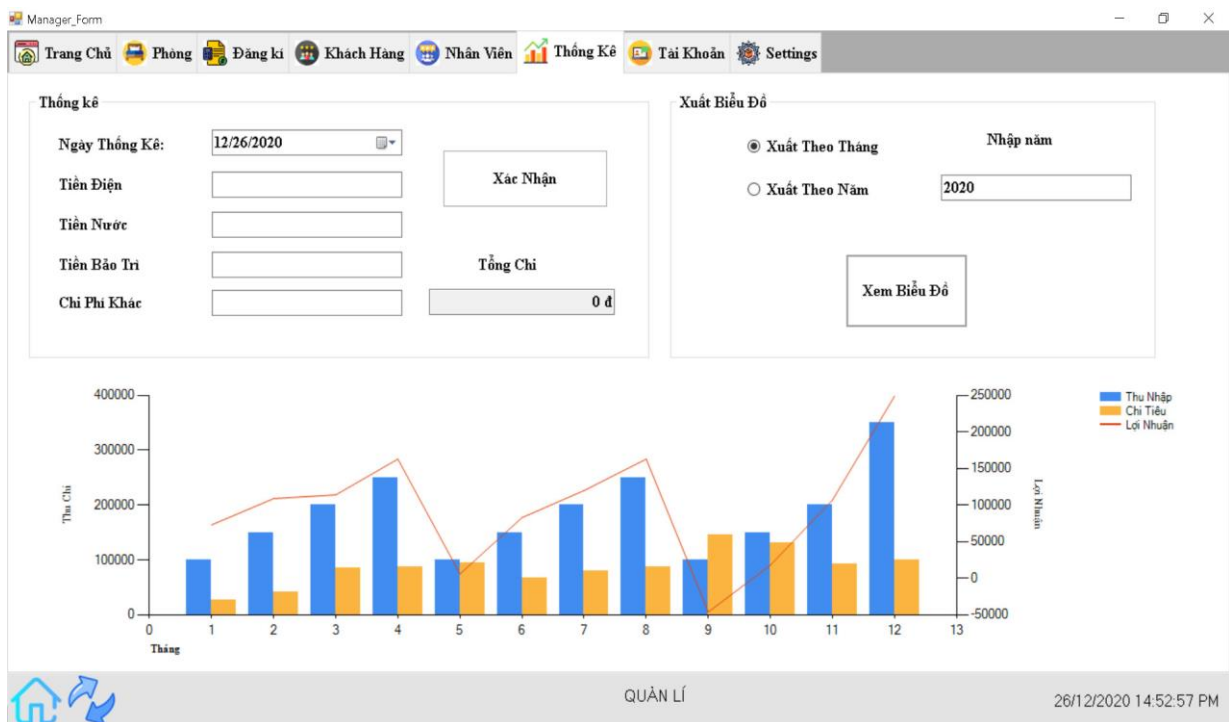 Manager_Form
Trang Chủ Phòng Đăng kí Khách Hàng Nhân Viên Thống Kê Tài Khoản Settings
Thống kê
Ngày Thống Kê: 12/26/2020
Tiền Điện
Tiền Nước
Tiền Bảo Trì
Chi Phí Khác
Xác Nhận
Tổng Chi
0 đ
Xuất Biễu Đồ
Xuất Theo Tháng
Xuất Theo Năm
Nhập năm
2020
Xem Biễu Đồ
Thu Chi
400000
300000
200000
100000
0
0 1 2 3 4 5 6 7 8 9 10 11 12 13
Tháng
250000
200000
150000
100000
50000
0
-50000
Lợi Nhuận
Thu Nhập
Chi Tiêu
Lợi Nhuận
QUẢN LÍ
26/12/2020 14:52:57 PM